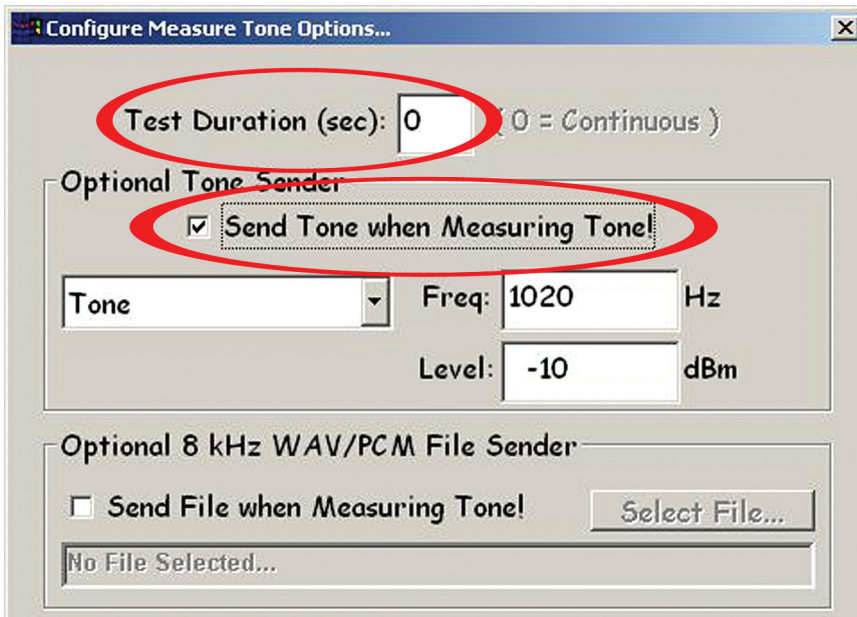 Configure Measure Tone Options...
Test Duration (sec): 0 ( 0 = Continuous )
Optional Tone Sender
Send Tone when Measuring Tone!
Tone Freq: 1020 Hz
Level: -10 dBm
Optional 8 kHz WAV/PCM File Sender
Send File when Measuring Tone! Select File...
No File Selected...